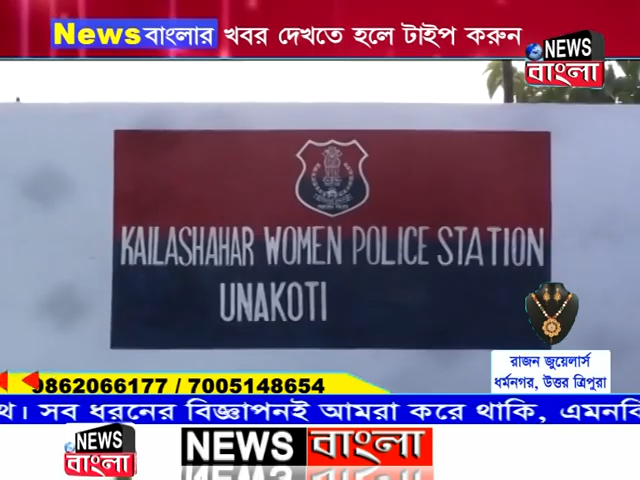 Newsবাংলার খবর দেখতে হলে টাইপ করুন
NEWS
বাংলা
KAILASHAHAR WOMEN POLICE STATION
UNAKOTI
রাজন জুয়েলার্স
ধর্মনগর, উত্তর ত্রিপুরা
9862066177 / 7005148654
থ। সব ধরনের বিজ্ঞাপনই আমরা করে থাকি, এমনকি
NEWS
বাংলা
NEWS বাংলা